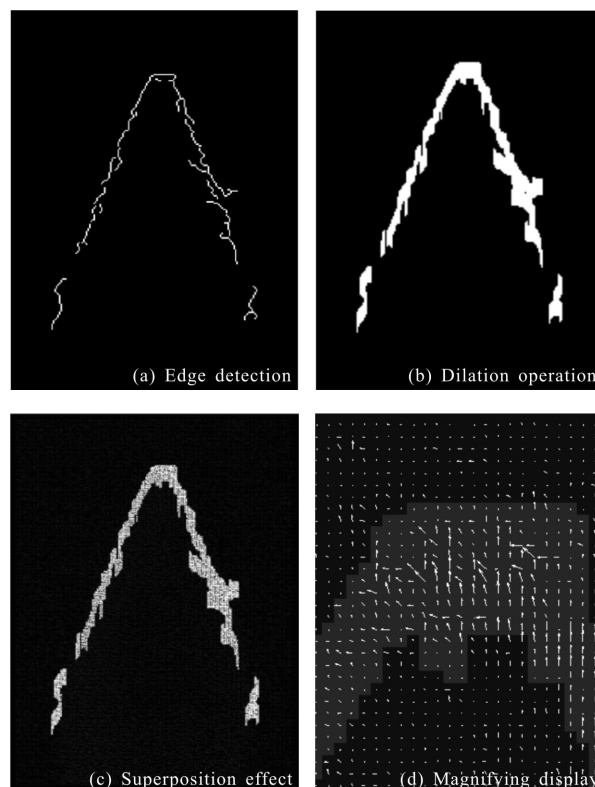 (a) Edge detection
(b) Dilation operation
(c) Superposition effect
(d) Magnifying display